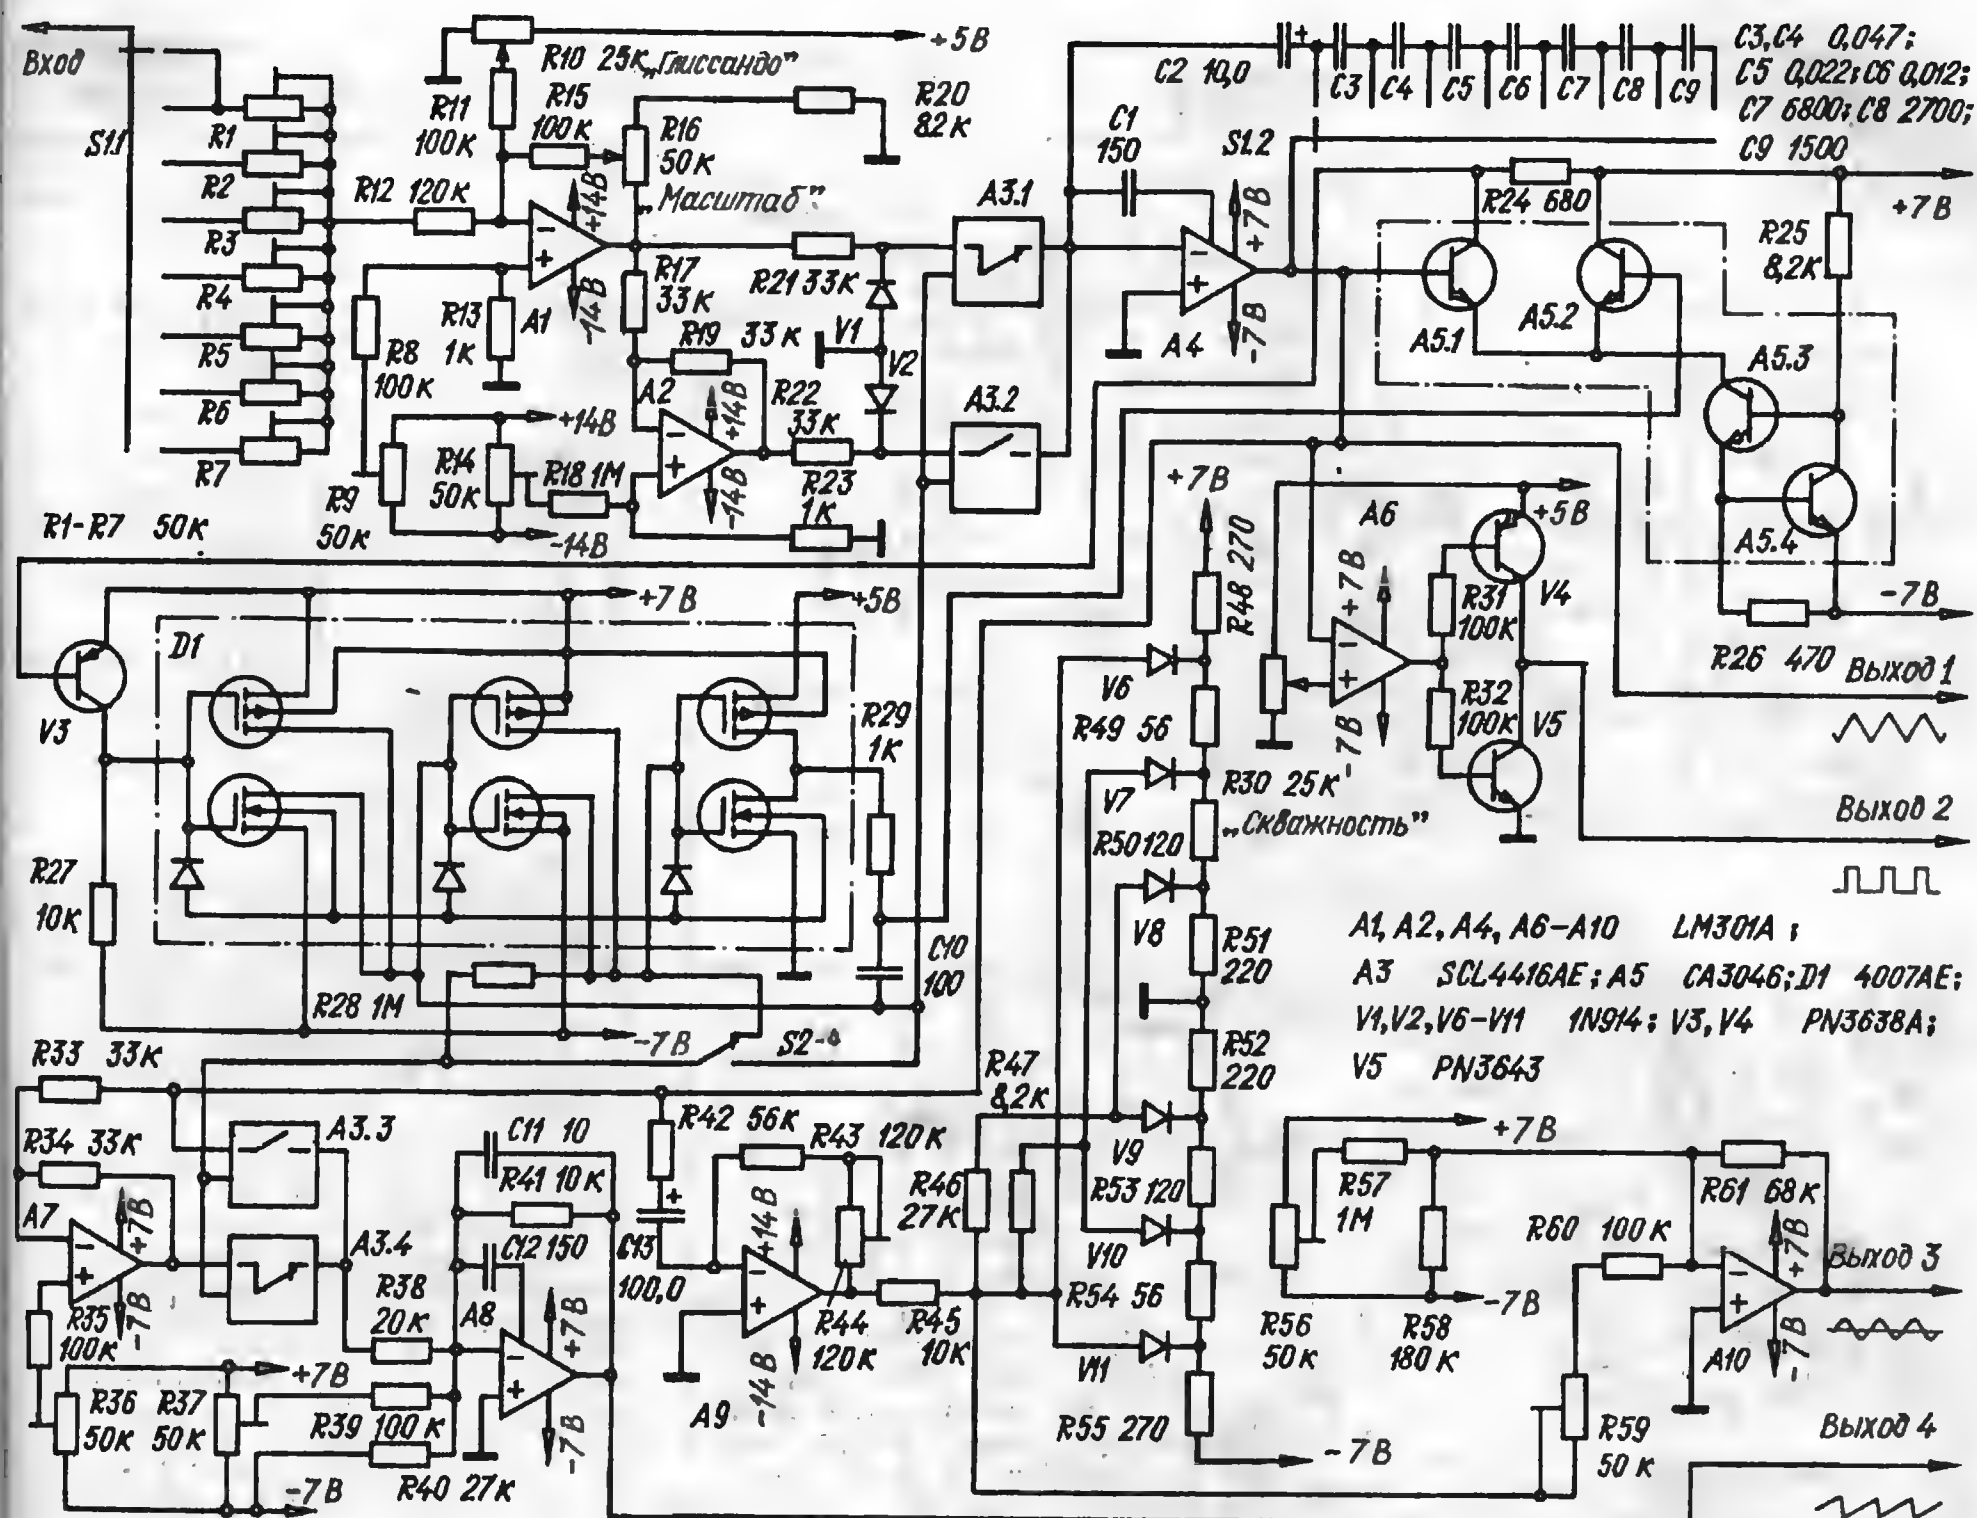 Вход
S1.1
R1
R2
R3
R4
R5
R6
R7
R1-R7 50к
R10 25к „Глиссандо"
+5В
R11
100к
R15
100к
R16
50к
„Масштаб"
R20
82к
R12 120к
+14В
-14В
A1
R13
1к
R8
100к
R9
50к
+14В
R14
50к
-14В
R17
33к
R19 33к
A2
+14В
-14В
R18 1М
R21 33к
V1
V2
R22
33к
R23
1к
A3.1
A3.2
C1
150
C2 10,0
+
C3
C4
C5
C6
C7
C8
C9
C3,C4 0,047;
C5 0,022; C6 0,012;
C7 6800; C8 2700;
C9 1500
S1.2
A4
+7В
-7В
R24 680
+7В
R25
8,2к
A5.1
A5.2
A5.3
A5.4
-7В
R26 470
Выход 1
Выход 2
+7В
R48 270
A6
+7В
-7В
+5В
R31
100к
V4
R32
100к
V5
R30 25к
„Скважность"
V3
D1
+7В
+5В
R29
1к
R27
10к
R28 1М
C10
100
-7В
S2
V6
R49 56
V7
R50 120
V8
R51
220
R52
220
V9
R53 120
V10
R54 56
V11
R55 270
-7В
A1, A2, A4, A6-A10 LM301A;
A3 SCL4416AE; A5 CA3046; D1 4007AE;
V1,V2,V6-V11 1N914; V3,V4 PN3638A;
V5 PN3643
R33 33к
R34 33к
A7
+7В
-7В
A3.3
A3.4
R35
100к
R36
50к
R37
50к
+7В
-7В
R38
20к
R39 100к
R40 27к
C11 10
R41 10к
C12 150
A8
+7В
-7В
R42 56к
C13
100,0
+
R43 120к
+14В
-14В
A9
R44
120к
R45
10к
R46
27к
R47
8,2к
+7В
R57
1М
R56
50к
R58
180к
-7В
R60 100к
R61 68к
+7В
-7В
A10
R59
50к
Выход 3
Выход 4